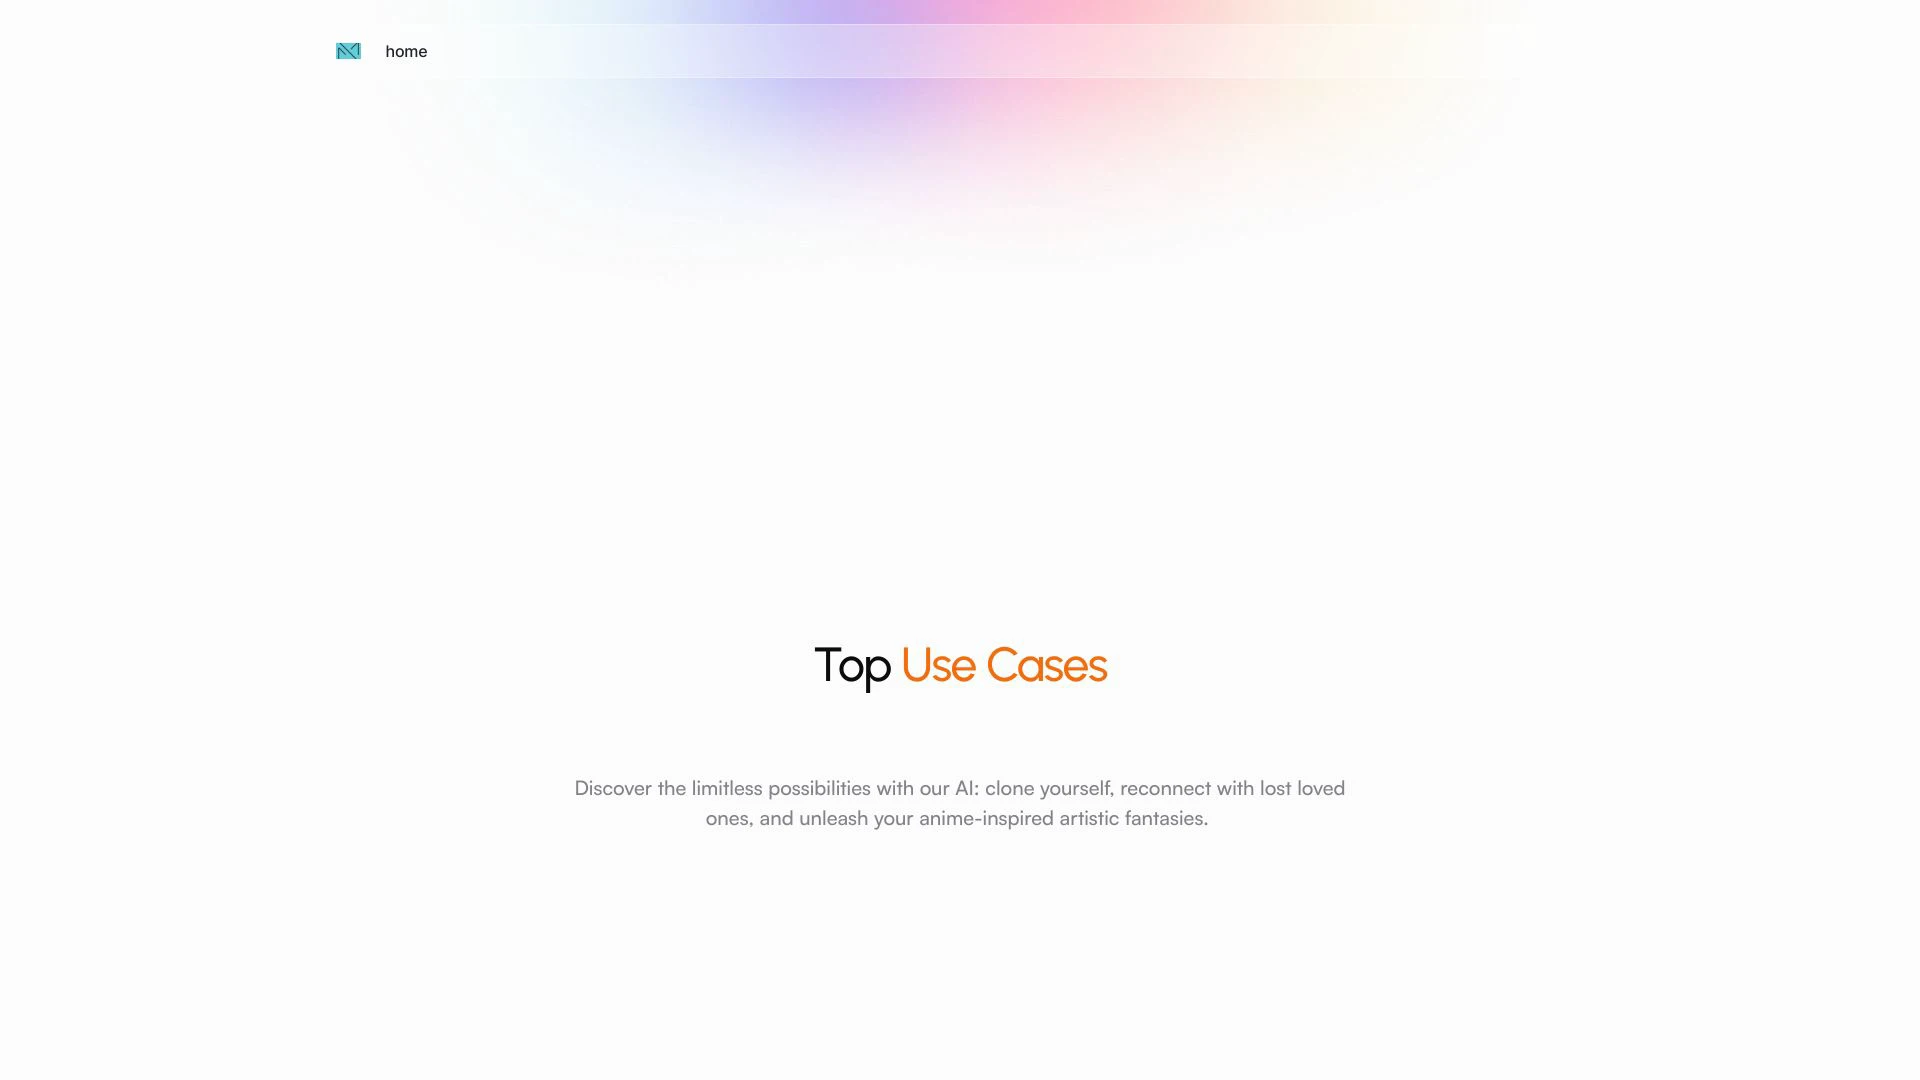 home
Top Use Cases
Discover the limitless possibilities with our AI: clone yourself, reconnect with lost loved
ones, and unleash your anime-inspired artistic fantasies.